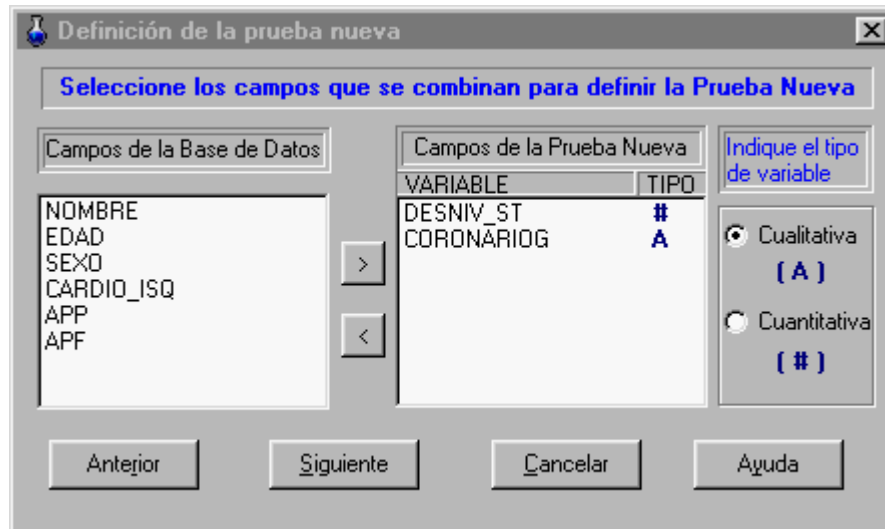 Definición de la prueba nueva
Seleccione los campos que se combinan para definir la Prueba Nueva
Campos de la Base de Datos
NOMBRE
EDAD
SEXO
CARDIO_ISQ
APP
APF
>
<
Campos de la Prueba Nueva
VARIABLE TIPO
DESNIV_ST #
CORONARIOG A
Indique el tipo
de variable
Cualitativa
( A )
Cuantitativa
( # )
Anterior
Siguiente
Cancelar
Ayuda